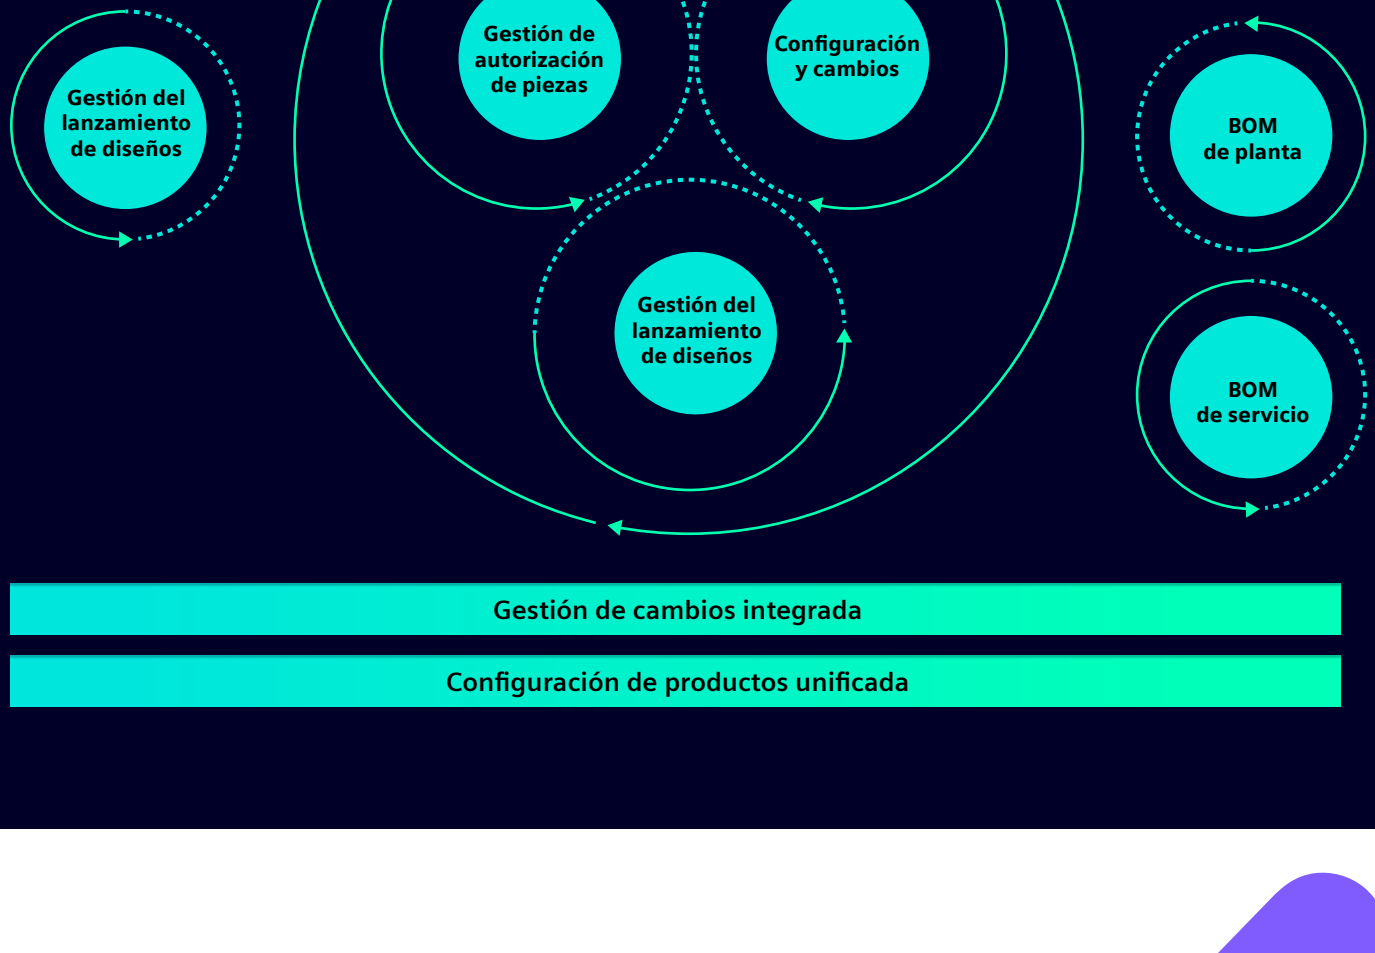 Gestión de
autorización
de piezas
Configuración
y cambios
Gestión del
lanzamiento
de diseños
BOM
de planta
Gestión del
lanzamiento
de diseños
BOM
de servicio
Gestión de cambios integrada
Configuración de productos unificada